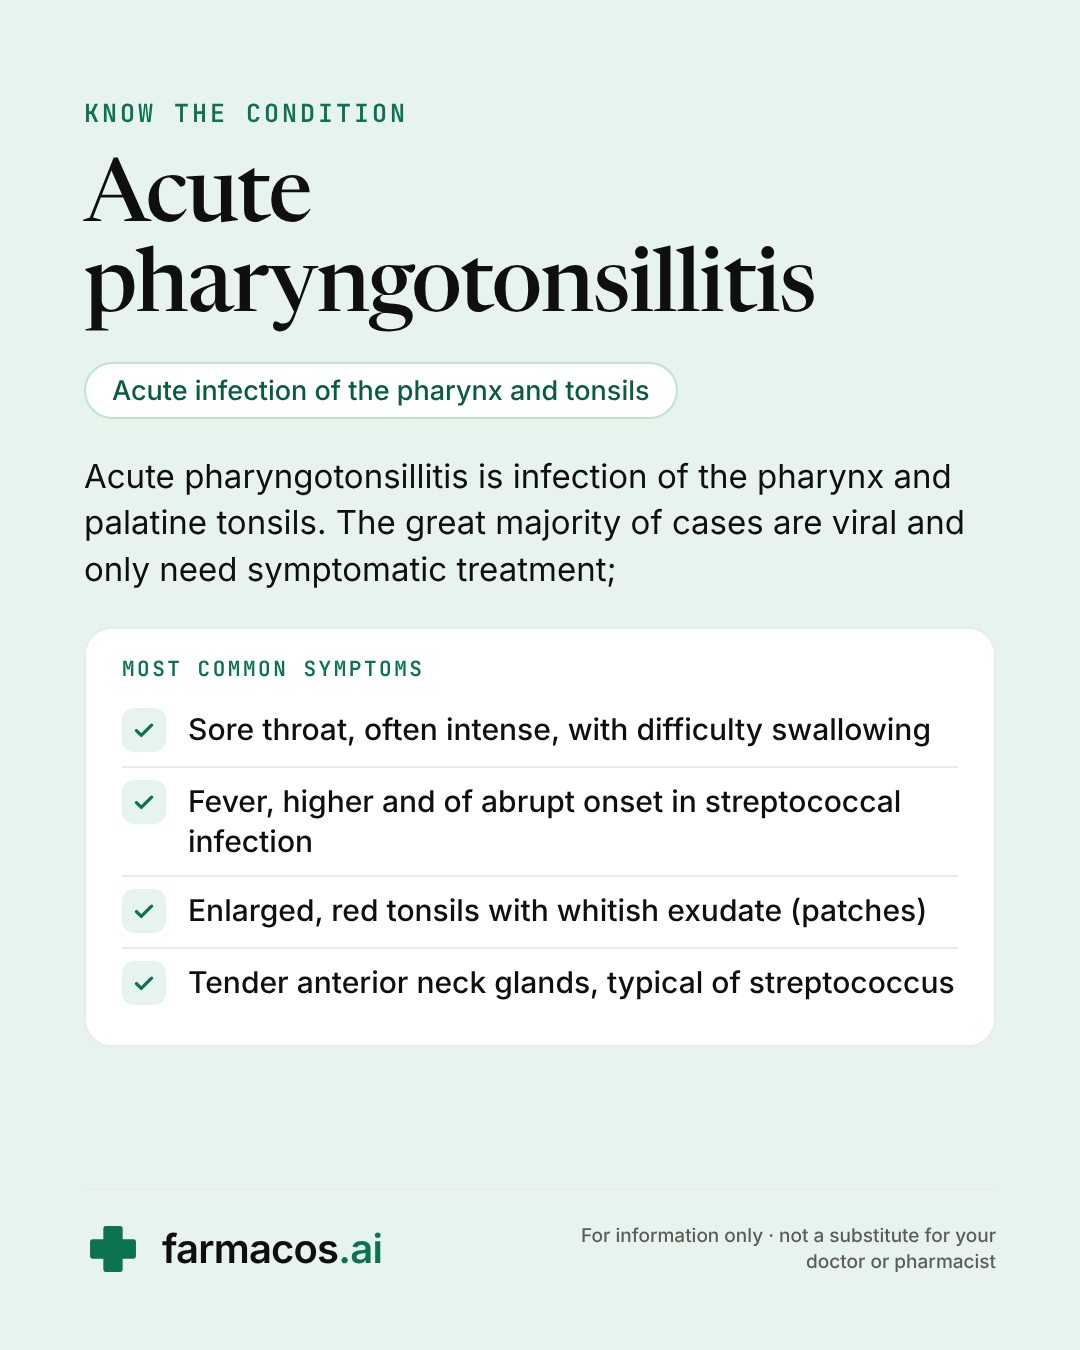 KNOW THE CONDITION
Acute
pharyngotonsillitis
Acute infection of the pharynx and tonsils
Acute pharyngotonsillitis is infection of the pharynx and
palatine tonsils. The great majority of cases are viral and
only need symptomatic treatment;
MOST COMMON SYMPTOMS
Sore throat, often intense, with difficulty swallowing
Fever, higher and of abrupt onset in streptococcal
infection
Enlarged, red tonsils with whitish exudate (patches)
Tender anterior neck glands, typical of streptococcus
farmacos.ai
For information only · not a substitute for your
doctor or pharmacist